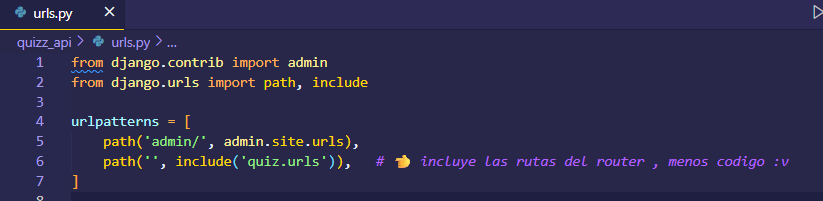 urls.py ×
quizz_api > urls.py > ...
1 from django.contrib import admin
2 from django.urls import path, include
3
4 urlpatterns = [
5     path('admin/', admin.site.urls),
6     path('', include('quiz.urls')),   # 👈 incluye las rutas del router , menos codigo :v
7 ]
8